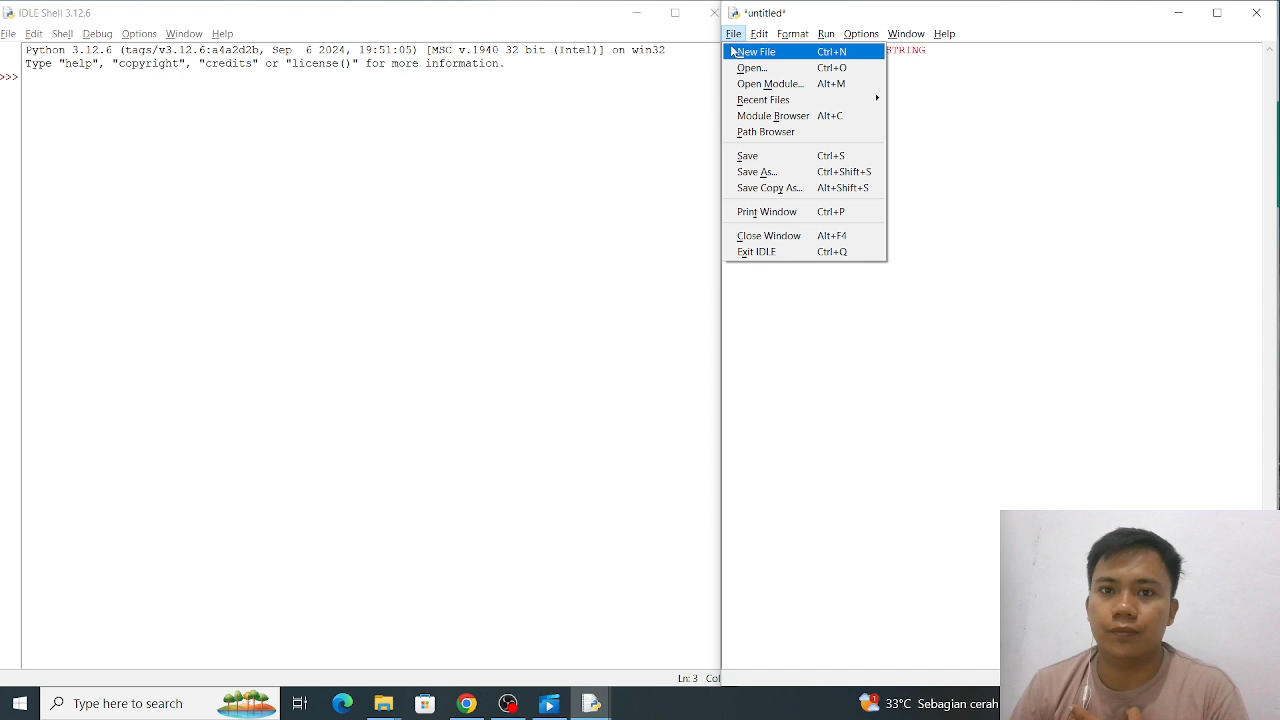 IDLE Shell 3.12.6
File Edit Shell Debug Options Window Help
Python 3.12.6 (tags/v3.12.6:a4a2d2b, Sep 6 2024, 19:51:05) [MSC v.1940 32 bit (Intel)] on win32
Type "help", "copyright", "credits" or "license()" for more information.
>>>
Ln: 3
*untitled*
File Edit Format Run Options Window Help
STRING
New File Ctrl+N
Open... Ctrl+O
Open Module... Alt+M
Recent Files
Module Browser Alt+C
Path Browser
Save Ctrl+S
Save As... Ctrl+Shift+S
Save Copy As... Alt+Shift+S
Print Window Ctrl+P
Close Window Alt+F4
Exit IDLE Ctrl+Q
Type here to search
1
33°C Sebagian cerah